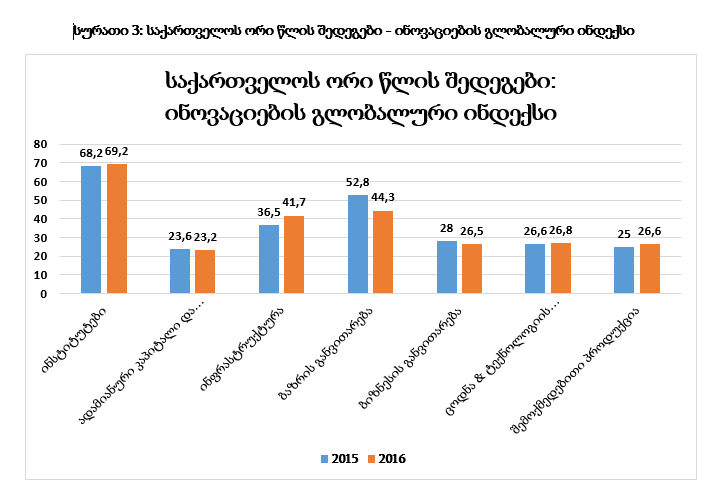 სურათი 3: საქართველოს ორი წლის შედეგები - ინოვაციების გლობალური ინდექსი
საქართველოს ორი წლის შედეგები:
ინოვაციების გლობალური ინდექსი
80
70
60
50
40
30
20
10
0
68,2 69,2
23,6 23,2
36,5 41,7
52,8 44,3
28 26,5
26,6 26,8
25 26,6
ინსტიტუტები
ადამიანური კაპიტალი და...
ინფრასტრუქტურა
ბაზრის განვითარება
ბიზნესის განვითარება
ცოდნა & ტექნოლოგიის...
შემოქმედებითი პროდუქცია
2015 2016